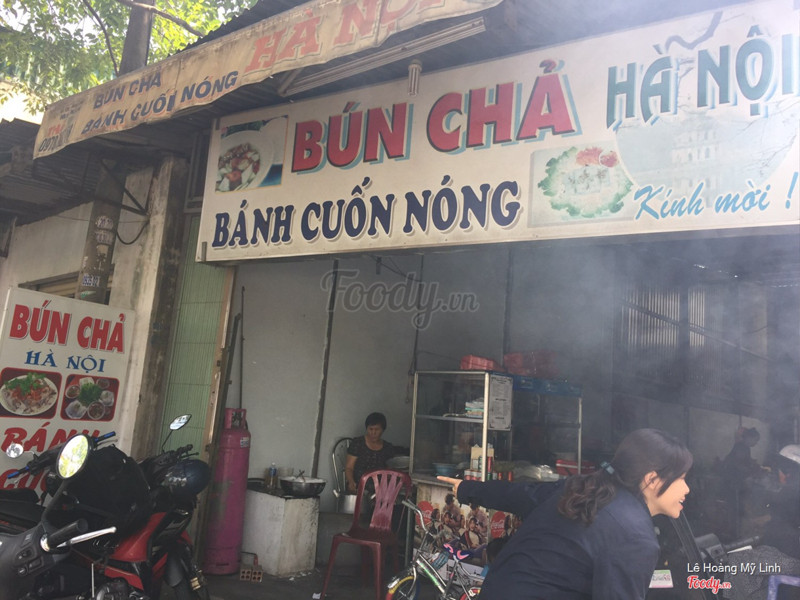 HÀ NỘI
BÚN CHẢ
BÁNH CUỐN NÓNG
BÚN CHẢ HÀ NỘI
BÁNH CUỐN NÓNG
Kính mời !
Foody.vn
BÚN CHẢ
HÀ NỘI
BÁNH
Lê Hoàng Mỹ Linh
Foody.vn